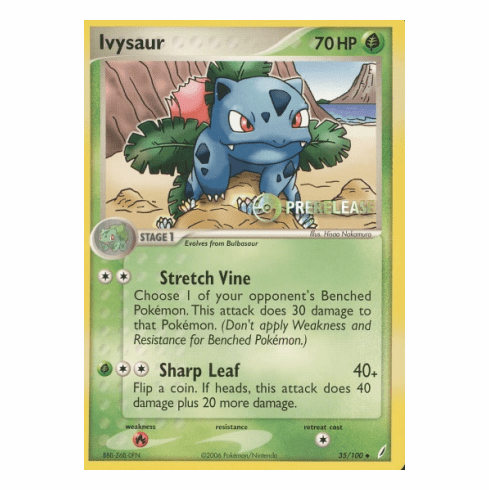 Ivysaur 70 HP
PRERELEASE
Illus. Hisao Nakamura
STAGE 1
Evolves from Bulbasaur
Stretch Vine
Choose 1 of your opponent's Benched
Pokémon. This attack does 30 damage to
that Pokémon. (Don't apply Weakness and
Resistance for Benched Pokémon.)
Sharp Leaf 40+
Flip a coin. If heads, this attack does 40
damage plus 20 more damage.
weakness resistance retreat cost
©2006 Pokémon/Nintendo 35/100